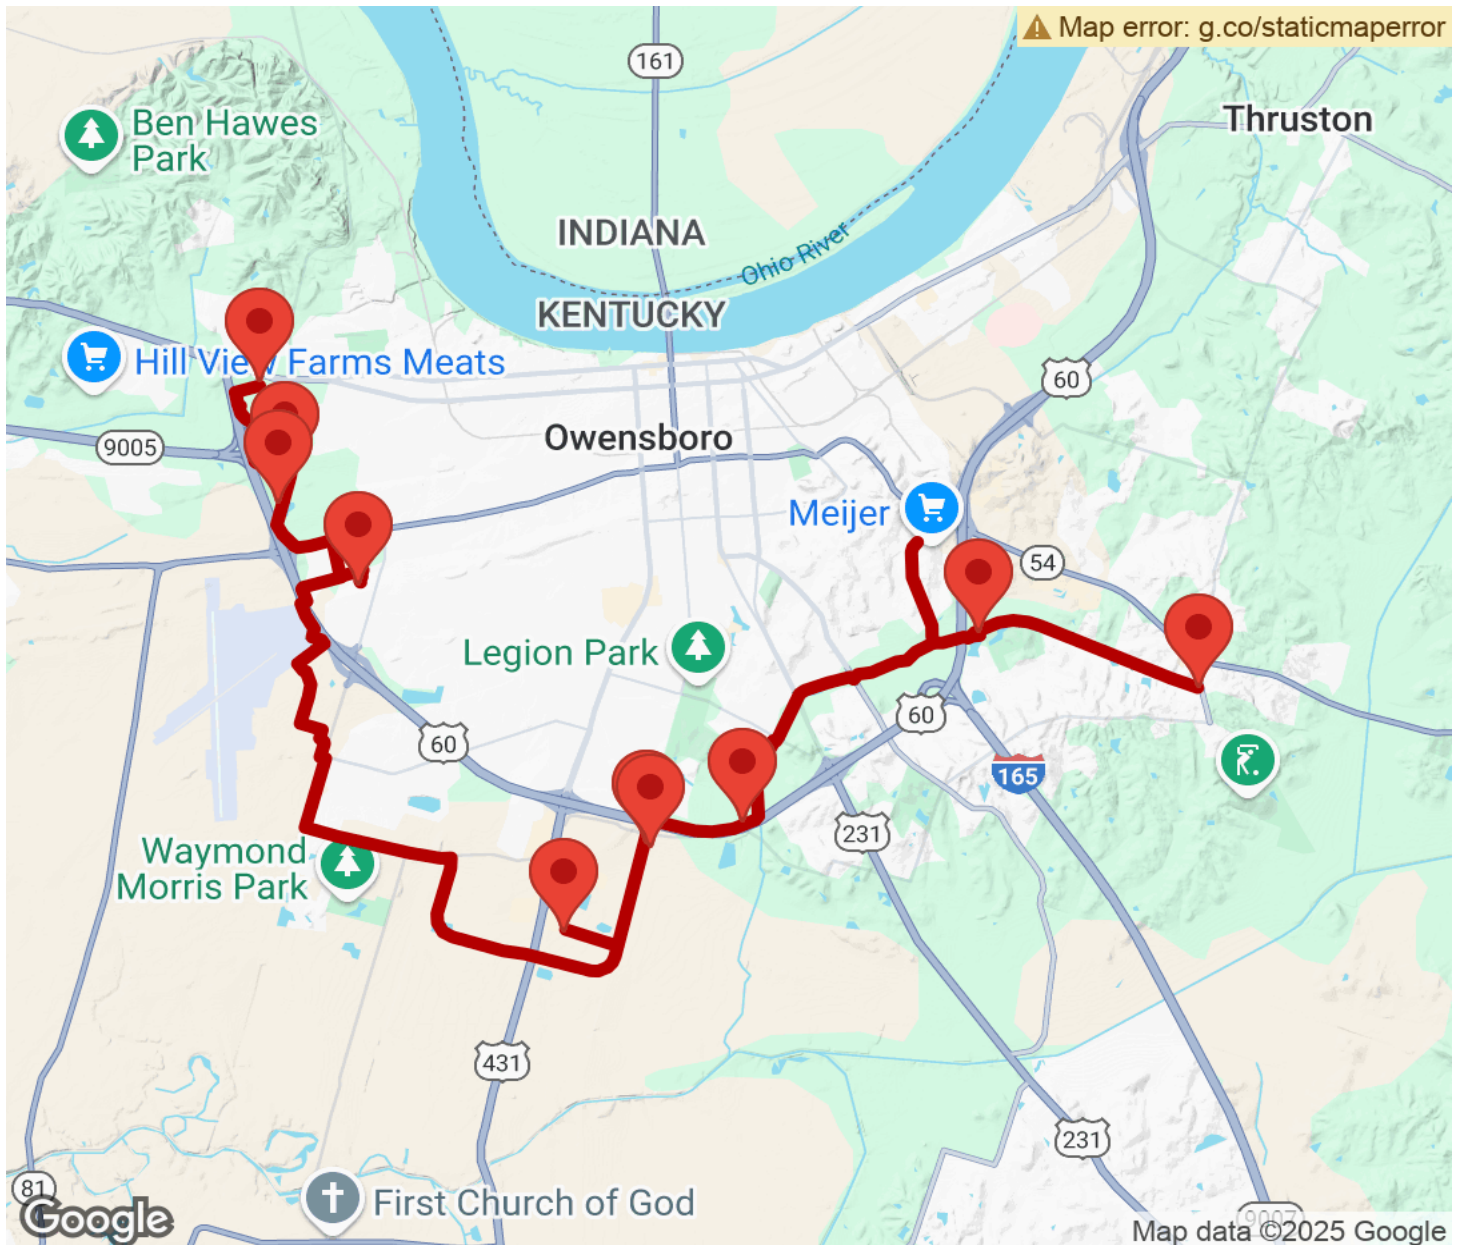 Map error: g.co/staticmaperror
161
Ben Hawes
Park
Thruston
INDIANA
Ohio River
KENTUCKY
Hill View Farms Meats
60
9005
Owensboro
Meijer
54
Legion Park
60
60
165
231
Waymond
Morris Park
431
231
81
First Church of God
9007
Google
Map data ©2025 Google